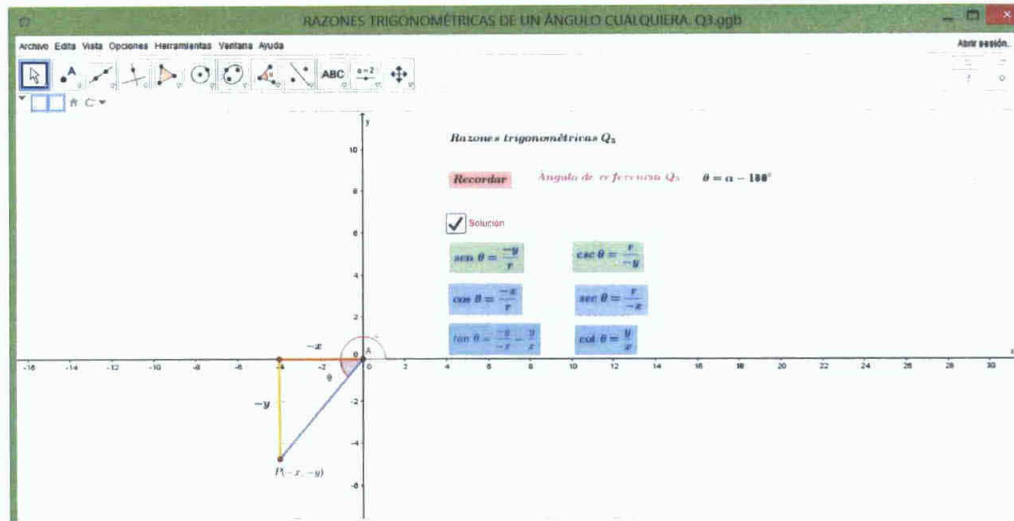 RAZONES TRIGONOMÉTRICAS DE UN ÁNGULO CUALQUIERA. Q3.ggb
Archivo Edita Vista Opciones Herramientas Ventana Ayuda
Abrir sesión.
A ABC a=2
y
Razones trigonométricas Q₃
Recordar Ángulo de referencia Q₃ θ = α − 180°
Solución
sen θ = −y/r csc θ = r/−y
cos θ = −x/r sec θ = r/−x
tan θ = −y/−x = y/x cot θ = y/x
10
8
6
4
2
−x A
-16 -14 -12 -10 -8 -6 -4 -2 0 2 4 6 8 10 12 14 16 18 20 22 24 26 28 30
θ
-2
−y
-4
P(−x, −y)
-6